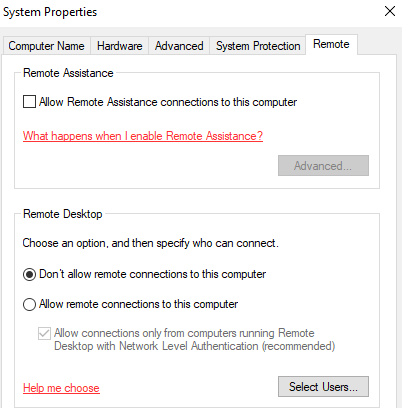 System Properties
Computer Name Hardware Advanced System Protection Remote
Remote Assistance
Allow Remote Assistance connections to this computer
What happens when I enable Remote Assistance?
Advanced...
Remote Desktop
Choose an option, and then specify who can connect.
Don't allow remote connections to this computer
Allow remote connections to this computer
Allow connections only from computers running Remote
Desktop with Network Level Authentication (recommended)
Help me choose
Select Users...